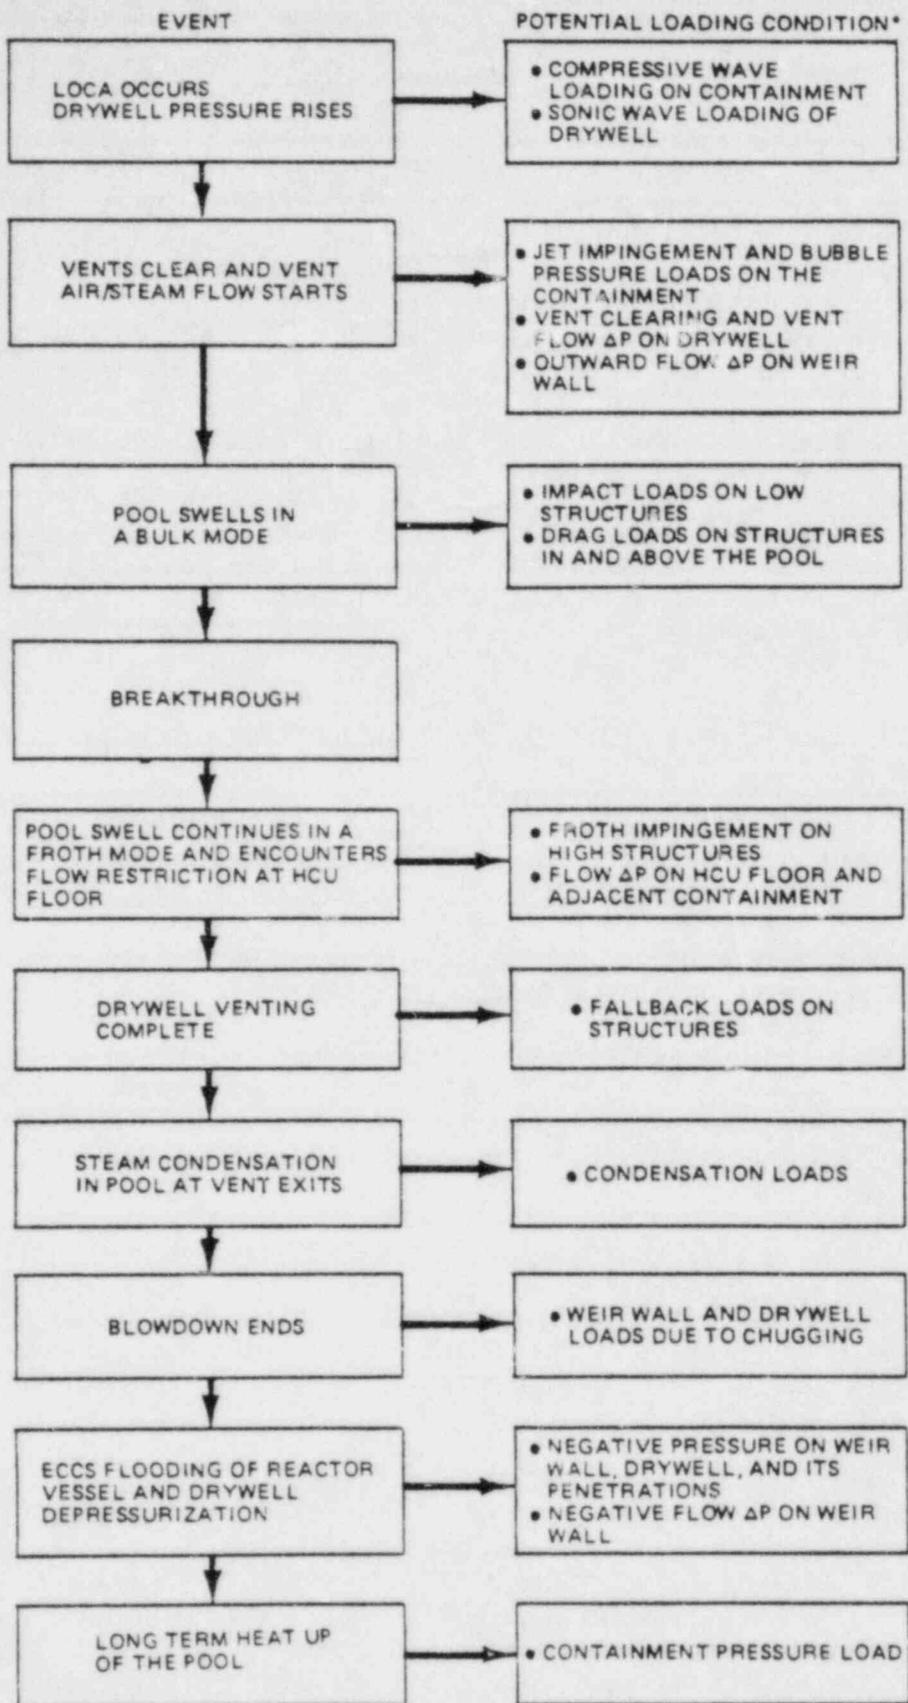 EVENT
POTENTIAL LOADING CONDITION*
LOCA OCCURS
DRYWELL PRESSURE RISES
• COMPRESSIVE WAVE
LOADING ON CONTAINMENT
• SONIC WAVE LOADING OF
DRYWELL
VENTS CLEAR AND VENT
AIR/STEAM FLOW STARTS
• JET IMPINGEMENT AND BUBBLE
PRESSURE LOADS ON THE
CONTAINMENT
• VENT CLEARING AND VENT
FLOW ΔP ON DRYWELL
• OUTWARD FLOW ΔP ON WEIR
WALL
POOL SWELLS IN
A BULK MODE
• IMPACT LOADS ON LOW
STRUCTURES
• DRAG LOADS ON STRUCTURES
IN AND ABOVE THE POOL
BREAKTHROUGH
POOL SWELL CONTINUES IN A
FROTH MODE AND ENCOUNTERS
FLOW RESTRICTION AT HCU
FLOOR
• FROTH IMPINGEMENT ON
HIGH STRUCTURES
• FLOW ΔP ON HCU FLOOR AND
ADJACENT CONTAINMENT
DRYWELL VENTING
COMPLETE
• FALLBACK LOADS ON
STRUCTURES
STEAM CONDENSATION
IN POOL AT VENT EXITS
• CONDENSATION LOADS
BLOWDOWN ENDS
• WEIR WALL AND DRYWELL
LOADS DUE TO CHUGGING
ECCS FLOODING OF REACTOR
VESSEL AND DRYWELL
DEPRESSURIZATION
• NEGATIVE PRESSURE ON WEIR
WALL, DRYWELL, AND ITS
PENETRATIONS
• NEGATIVE FLOW ΔP ON WEIR
WALL
LONG TERM HEAT UP
OF THE POOL
• CONTAINMENT PRESSURE LOAD